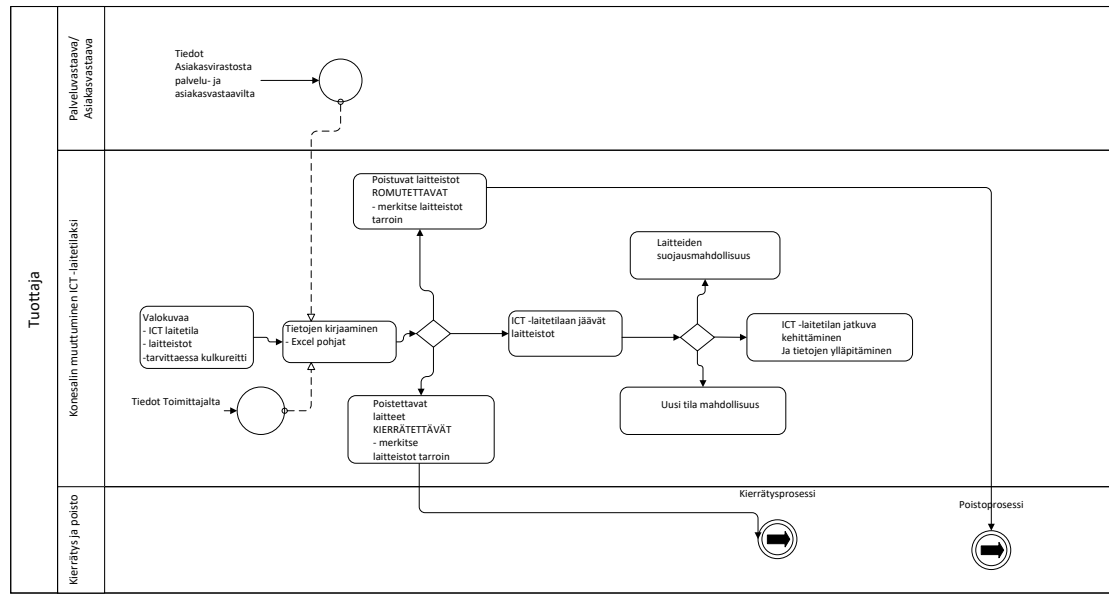 Tuottaja
Palveluvastaava/
Asiakasvastaava
Tiedot
Asiakasvirastosta
palvelu- ja
asiakasvastaavilta
Konesalin muuttuminen ICT -laitetilaksi
Valokuvaa
- ICT laitetila
- laitteistot
-tarvittaessa kulkureitti
Tiedot Toimittajalta
Tietojen kirjaaminen
- Excel pohjat
Poistuvat laitteistot
ROMUTETTAVAT
- merkitse laitteistot
tarroin
Poistettavat
laitteet
KIERRÄTETTÄVÄT
- merkitse
laitteistot tarroin
ICT -laitetilaan jäävät
laitteistot
Laitteiden
suojausmahdollisuus
ICT -laitetilan jatkuva
kehittäminen
Ja tietojen ylläpitäminen
Uusi tila mahdollisuus
Kierrätys ja poisto
Kierrätysprosessi
Poistoprosessi